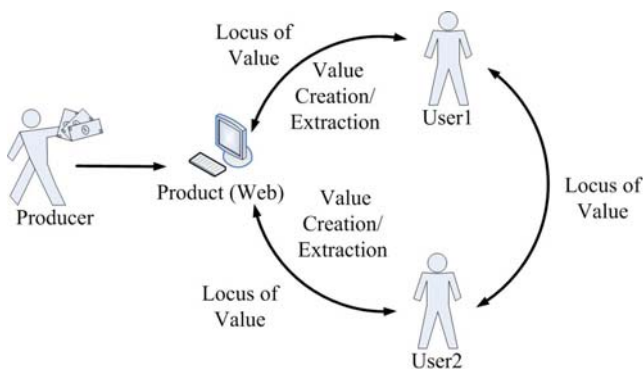 Locus of
Value
Value
Creation/
Extraction
User1
Producer
Product (Web)
Locus of
Value
Value
Creation/
Extraction
Locus of
Value
User2